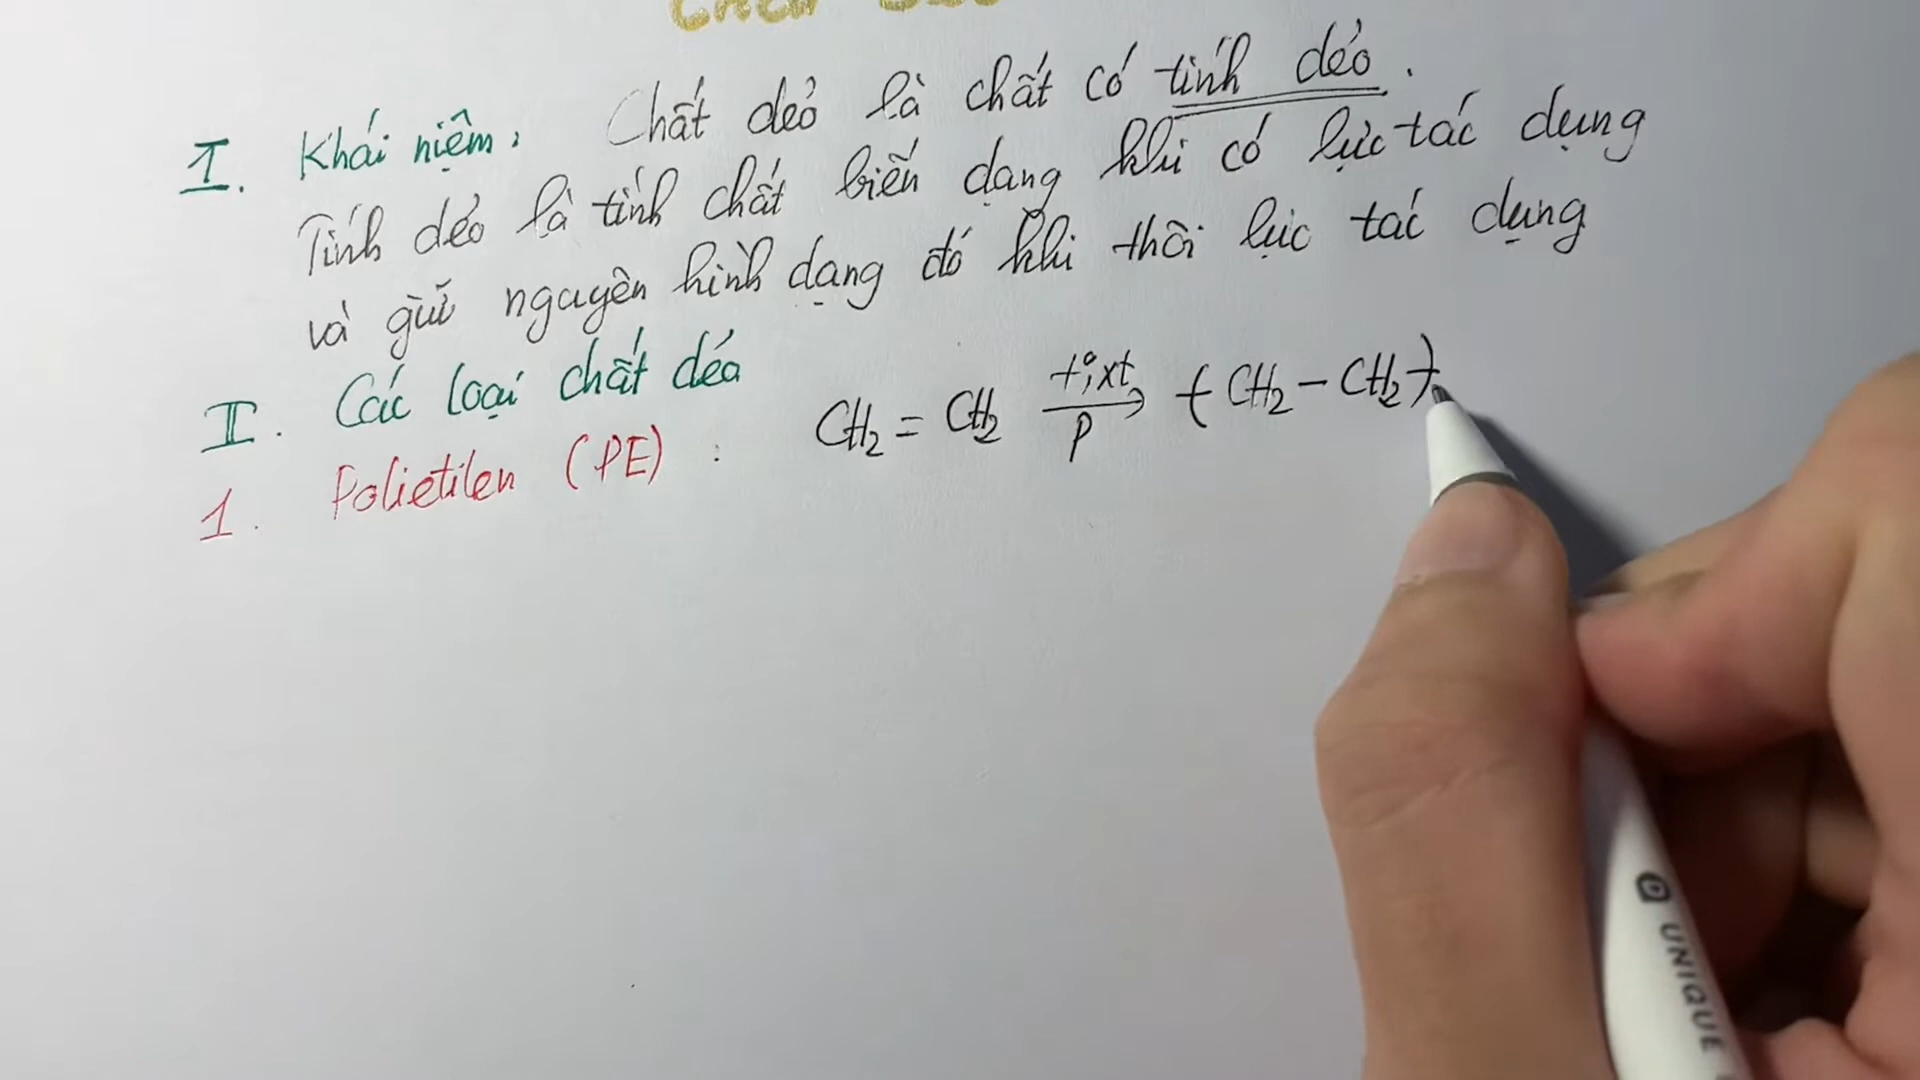 I. Khái niệm: Chất dẻo là chất có tính dẻo.
Tính dẻo là tính chất biến dạng khi có lực tác dụng
và giữ nguyên hình dạng đó khi thôi lực tác dụng
I. Các loại chất dẻo
1. Polietilen (PE): CH₂ = CH₂ t°, xt → p ( CH₂ – CH₂ )
UNIQUE